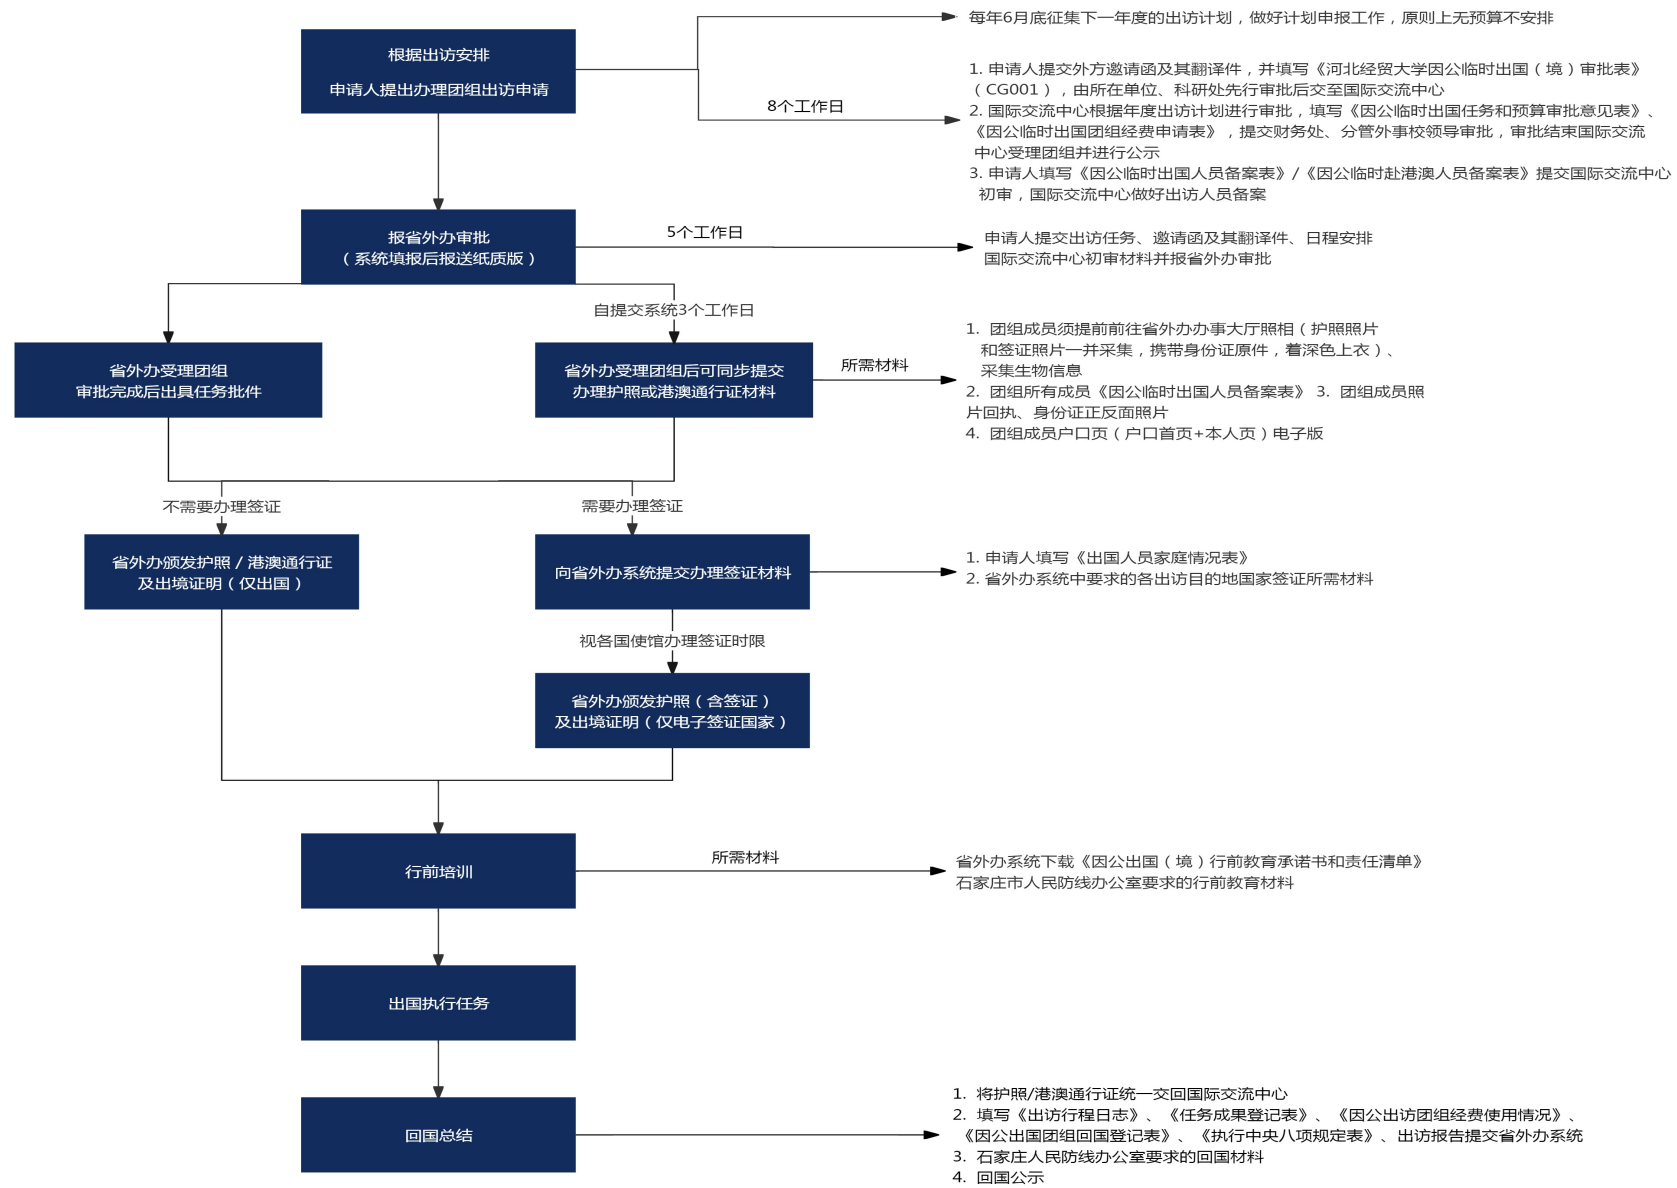 每年6月底征集下一年度的出访计划，做好计划申报工作，原则上无预算不安排
根据出访安排
申请人提出办理团组出访申请
8个工作日
1. 申请人提交外方邀请函及其翻译件，并填写《河北经贸大学因公临时出国（境）审批表》
（CG001），由所在单位、科研处先行审批后交至国际交流中心
2. 国际交流中心根据年度出访计划进行审批，填写《因公临时出国任务和预算审批意见表》、
《因公临时出国团组经费申请表》，提交财务处、分管外事校领导审批，审批结束国际交流
中心受理团组并进行公示
3. 申请人填写《因公临时出国人员备案表》/《因公临时赴港澳人员备案表》提交国际交流中心
初审，国际交流中心做好出访人员备案
报省外办审批
（系统填报后报送纸质版）
5个工作日
申请人提交出访任务、邀请函及其翻译件、日程安排
国际交流中心初审材料并报省外办审批
自提交系统3个工作日
省外办受理团组
审批完成后出具任务批件
省外办受理团组后可同步提交
办理护照或港澳通行证材料
所需材料
1. 团组成员须提前前往省外办办事大厅照相（护照照片
和签证照片一并采集，携带身份证原件，着深色上衣）、
采集生物信息
2. 团组所有成员《因公临时出国人员备案表》 3. 团组成员照
片回执、身份证正反面照片
4. 团组成员户口页（户口首页+本人页）电子版
不需要办理签证
需要办理签证
省外办颁发护照 / 港澳通行证
及出境证明（仅出国）
向省外办系统提交办理签证材料
1. 申请人填写《出国人员家庭情况表》
2. 省外办系统中要求的各出访目的地国家签证所需材料
视各国使馆办理签证时限
省外办颁发护照（含签证）
及出境证明（仅电子签证国家）
行前培训
所需材料
省外办系统下载《因公出国（境）行前教育承诺书和责任清单》
石家庄市人民防线办公室要求的行前教育材料
出国执行任务
回国总结
1. 将护照/港澳通行证统一交回国际交流中心
2. 填写《出访行程日志》、《任务成果登记表》、《因公出访团组经费使用情况》、
《因公出国团组回国登记表》、《执行中央八项规定表》、出访报告提交省外办系统
3. 石家庄人民防线办公室要求的回国材料
4. 回国公示